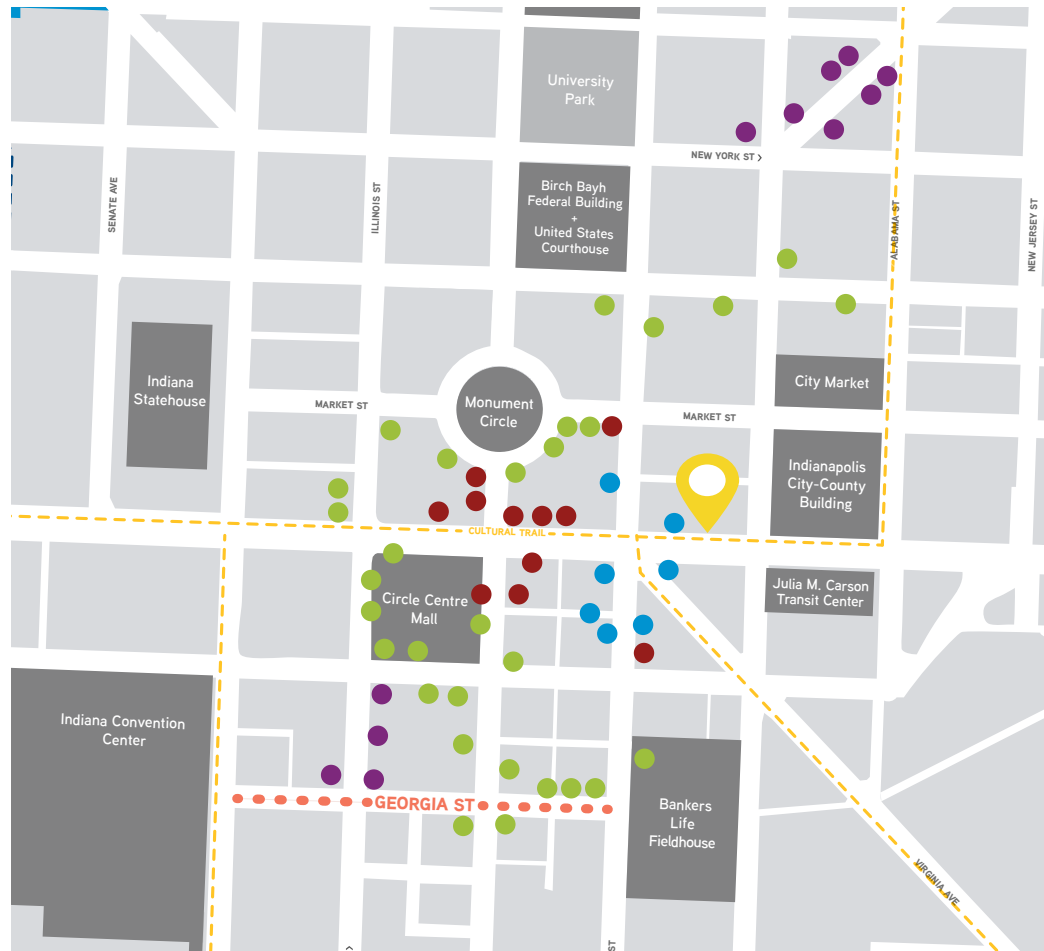 University
Park
NEW YORK ST >
Birch Bayh
Federal Building
+
United States
Courthouse
SENATE AVE
ILLINOIS ST
ALABAMA ST
NEW JERSEY ST
Indiana
Statehouse
MARKET ST
Monument
Circle
MARKET ST
City Market
Indianapolis
City-County
Building
CULTURAL TRAIL
Circle Centre
Mall
Julia M. Carson
Transit Center
Indiana Convention
Center
GEORGIA ST
Bankers
Life
Fieldhouse
VIRGINIA AVE
ST